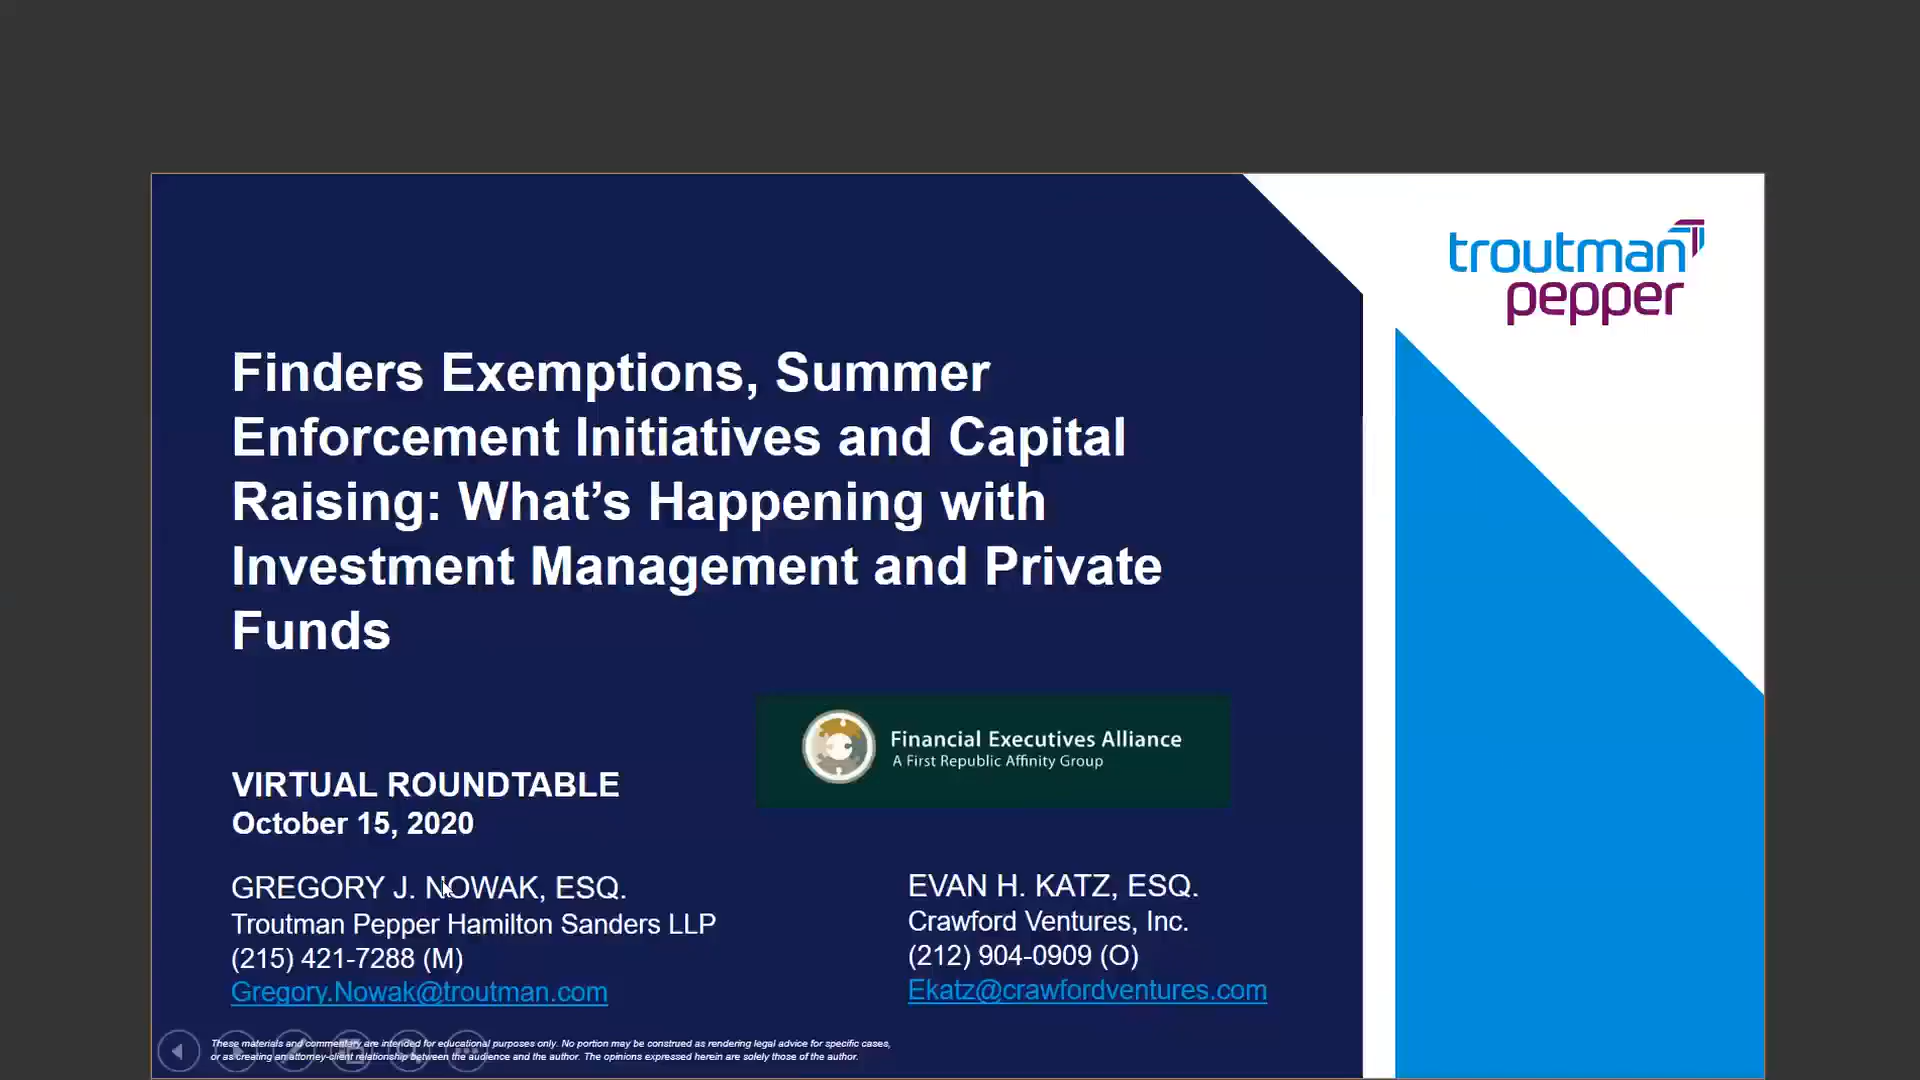 troutman
pepper
Finders Exemptions, Summer
Enforcement Initiatives and Capital
Raising: What’s Happening with
Investment Management and Private
Funds
Financial Executives Alliance
A First Republic Affinity Group
VIRTUAL ROUNDTABLE
October 15, 2020
GREGORY J. NOWAK, ESQ.
Troutman Pepper Hamilton Sanders LLP
(215) 421-7288 (M)
Gregory.Nowak@troutman.com
EVAN H. KATZ, ESQ.
Crawford Ventures, Inc.
(212) 904-0909 (O)
Ekatz@crawfordventures.com
These materials and commentary are intended for educational purposes only. No portion may be construed as rendering legal advice for specific cases,
or as creating an attorney-client relationship between the audience and the author. The opinions expressed herein are solely those of the author.